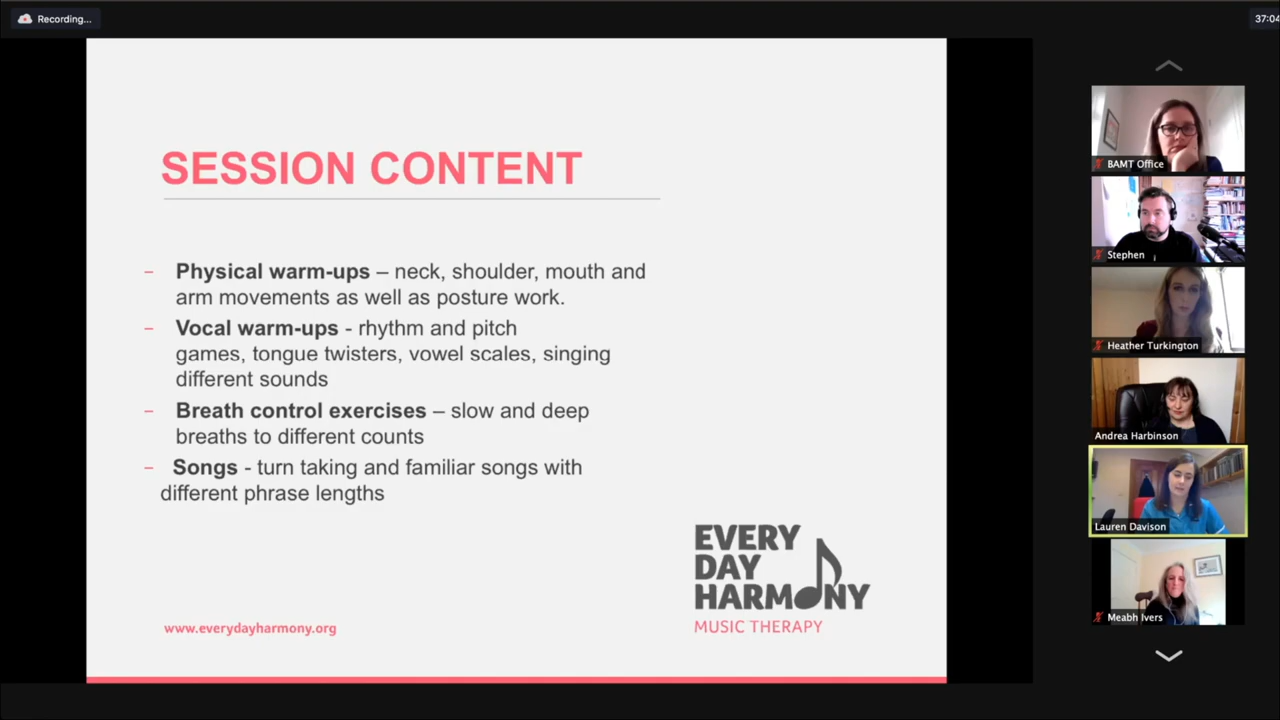 Recording...
37:04
SESSION CONTENT
– Physical warm-ups – neck, shoulder, mouth and
arm movements as well as posture work.
– Vocal warm-ups - rhythm and pitch
games, tongue twisters, vowel scales, singing
different sounds
– Breath control exercises – slow and deep
breaths to different counts
– Songs - turn taking and familiar songs with
different phrase lengths
EVERY
DAY
HARMONY
MUSIC THERAPY
www.everydayharmony.org
BAMT Office
Stephen
Heather Turkington
Andrea Harbinson
Lauren Davison
Meabh Ivers